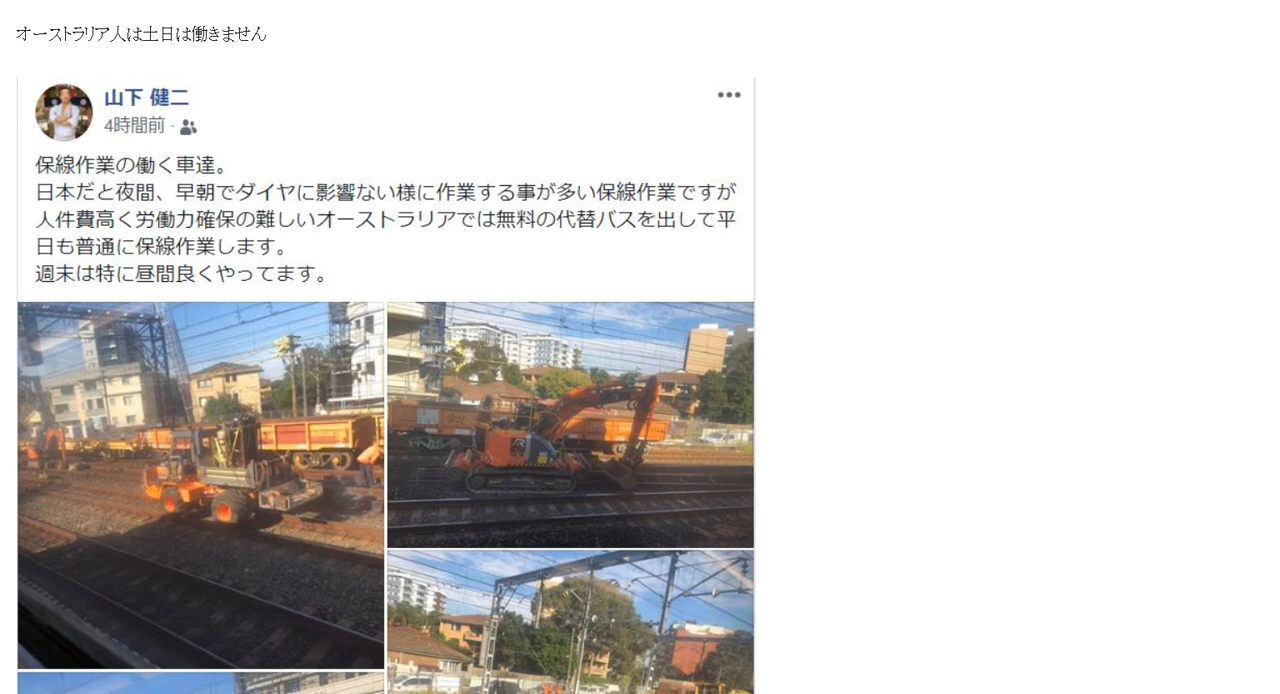 オーストラリア人は土日は働きません
山下 健二
4時間前 ·
保線作業の働く車達。
日本だと夜間、早朝でダイヤに影響ない様に作業する事が多い保線作業ですが
人件費高く労働力確保の難しいオーストラリアでは無料の代替バスを出して平
日も普通に保線作業します。
週末は特に昼間良くやってます。